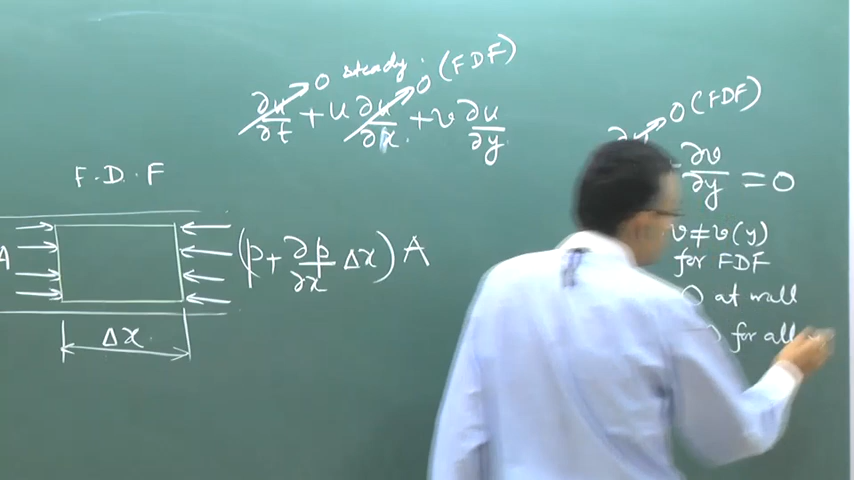 ∂u/∂t → 0 steady. + u ∂u/∂x → 0 (FDF) + v ∂u/∂y
F.D.F
A
(p + ∂p/∂x Δx) A
Δx
→ 0 (FDF)
∂v/∂y = 0
v ≠ v(y)
for FDF
0 at wall
for all